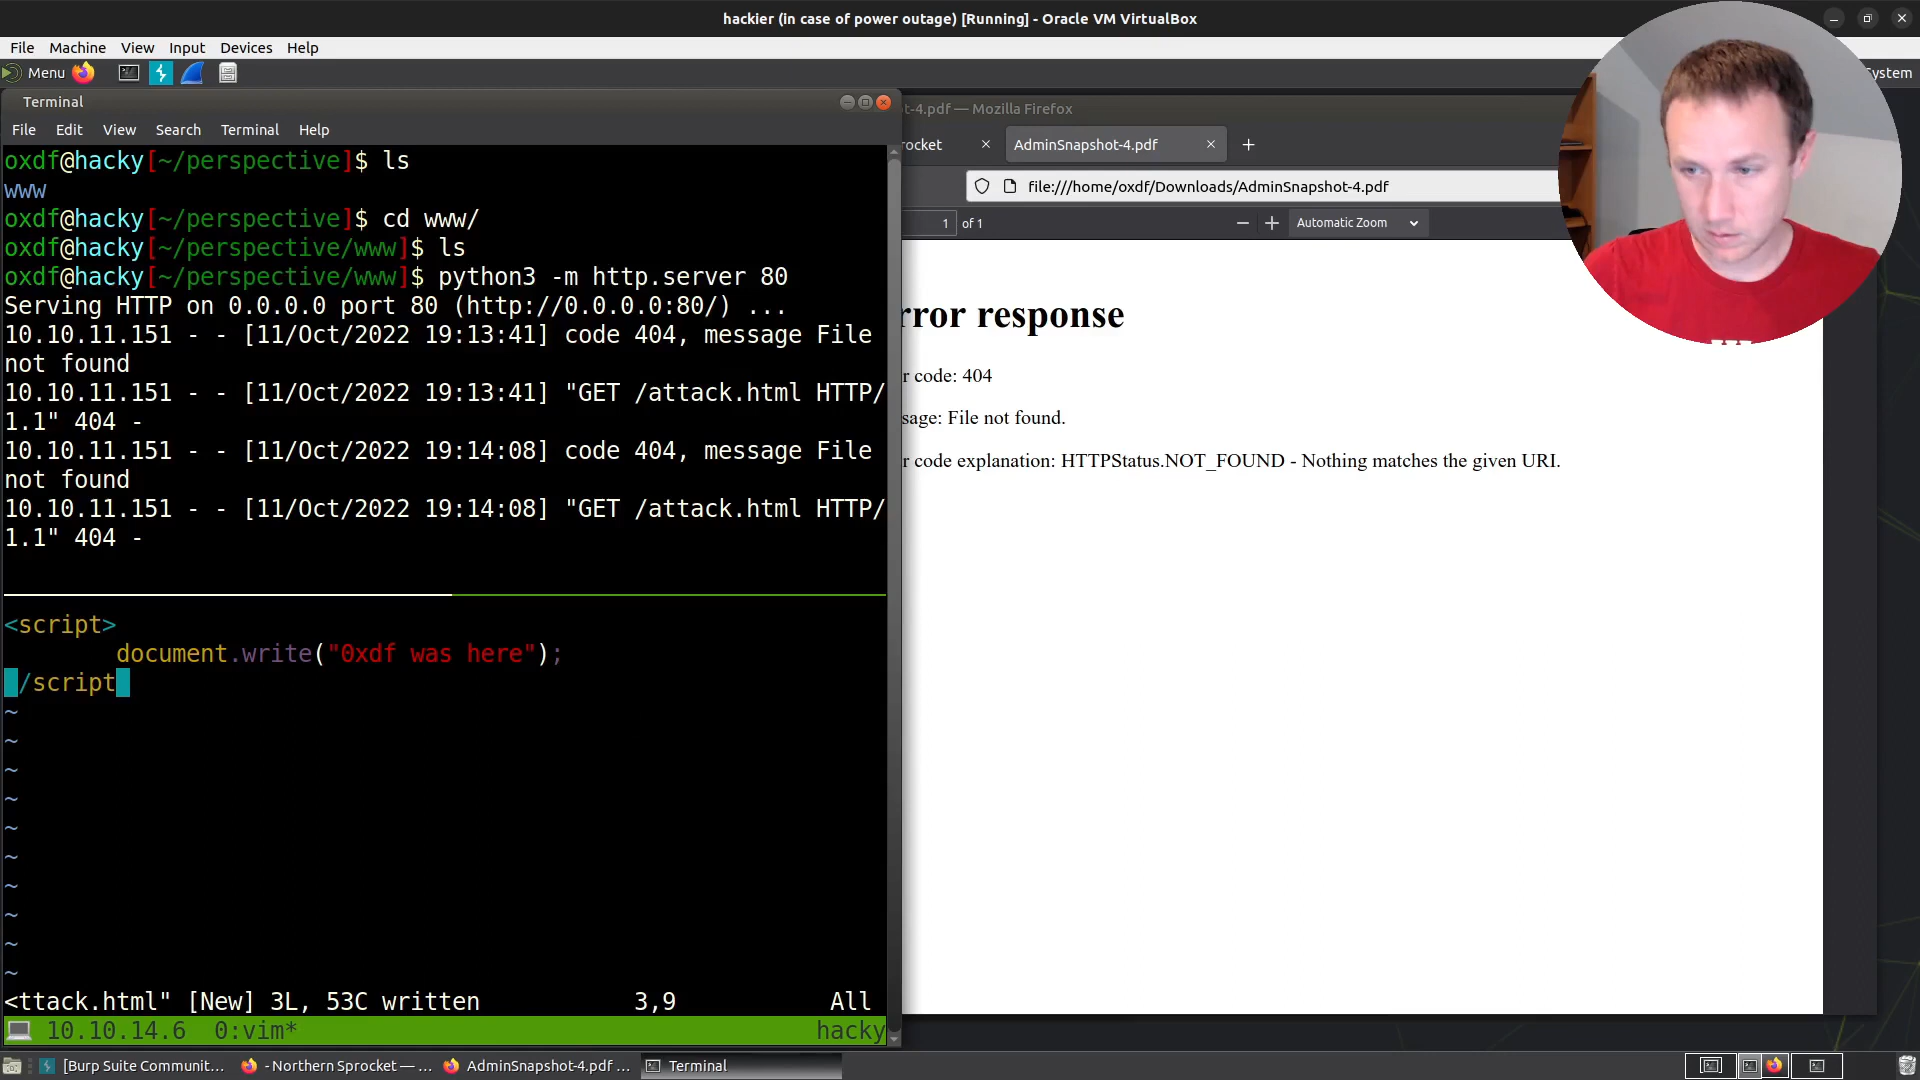 hackier (in case of power outage) [Running] - Oracle VM VirtualBox
File Machine View Input Devices Help
Menu
System
Terminal
File Edit View Search Terminal Help
oxdf@hacky[~/perspective]$ ls
www
oxdf@hacky[~/perspective]$ cd www/
oxdf@hacky[~/perspective/www]$ ls
oxdf@hacky[~/perspective/www]$ python3 -m http.server 80
Serving HTTP on 0.0.0.0 port 80 (http://0.0.0.0:80/) ...
10.10.11.151 - - [11/Oct/2022 19:13:41] code 404, message File
not found
10.10.11.151 - - [11/Oct/2022 19:13:41] "GET /attack.html HTTP/
1.1" 404 -
10.10.11.151 - - [11/Oct/2022 19:14:08] code 404, message File
not found
10.10.11.151 - - [11/Oct/2022 19:14:08] "GET /attack.html HTTP/
1.1" 404 -
<script>
document.write("0xdf was here");
</script>
~
~
~
~
~
~
~
~
~
~
<ttack.html" [New] 3L, 53C written 3,9 All
10.10.14.6 0:vim* hacky
ot-4.pdf — Mozilla Firefox
rocket
AdminSnapshot-4.pdf
file:///home/oxdf/Downloads/AdminSnapshot-4.pdf
1 of 1
Automatic Zoom
rror response
r code: 404
sage: File not found.
r code explanation: HTTPStatus.NOT_FOUND - Nothing matches the given URI.
[Burp Suite Communit...
- Northern Sprocket — ...
AdminSnapshot-4.pdf ...
Terminal